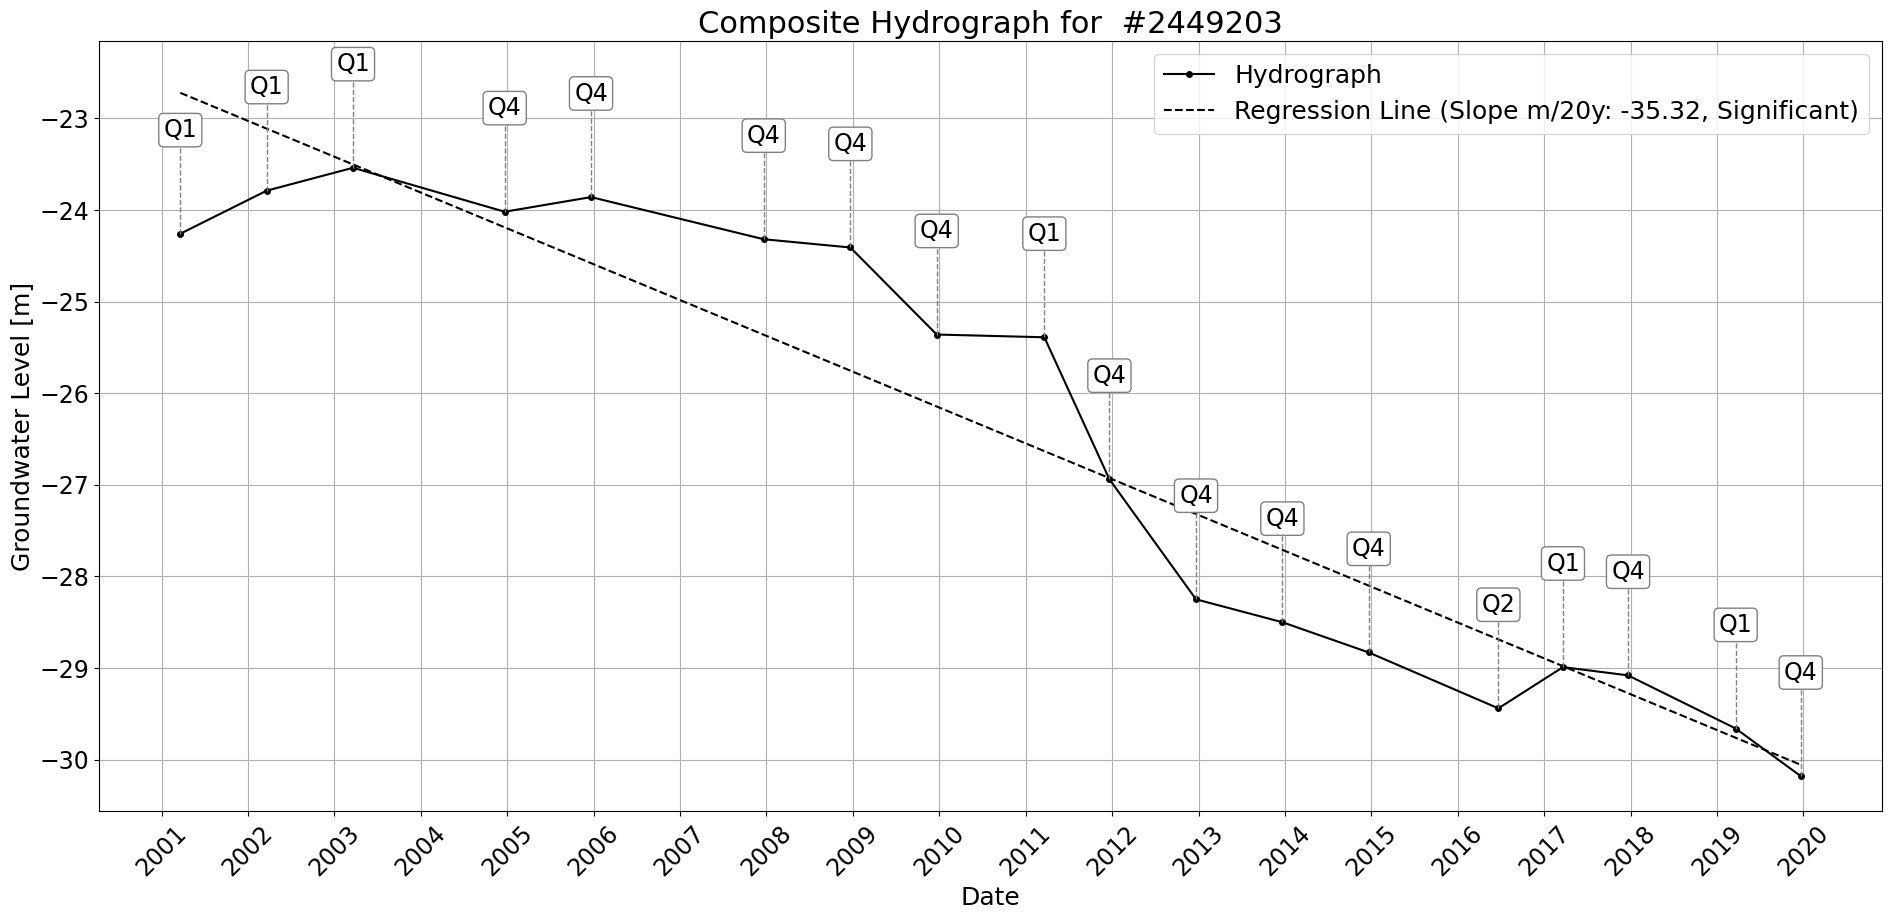 Composite Hydrograph for  #2449203
Hydrograph
Regression Line (Slope m/20y: -35.32, Significant)
Q1
Q1
Q1
Q4
Q4
Q4
Q4
Q4
Q1
Q4
Q4
Q4
Q4
Q2
Q1
Q4
Q1
Q4
Groundwater Level [m]
−23
−24
−25
−26
−27
−28
−29
−30
2001
2002
2003
2004
2005
2006
2007
2008
2009
2010
2011
2012
2013
2014
2015
2016
2017
2018
2019
2020
Date